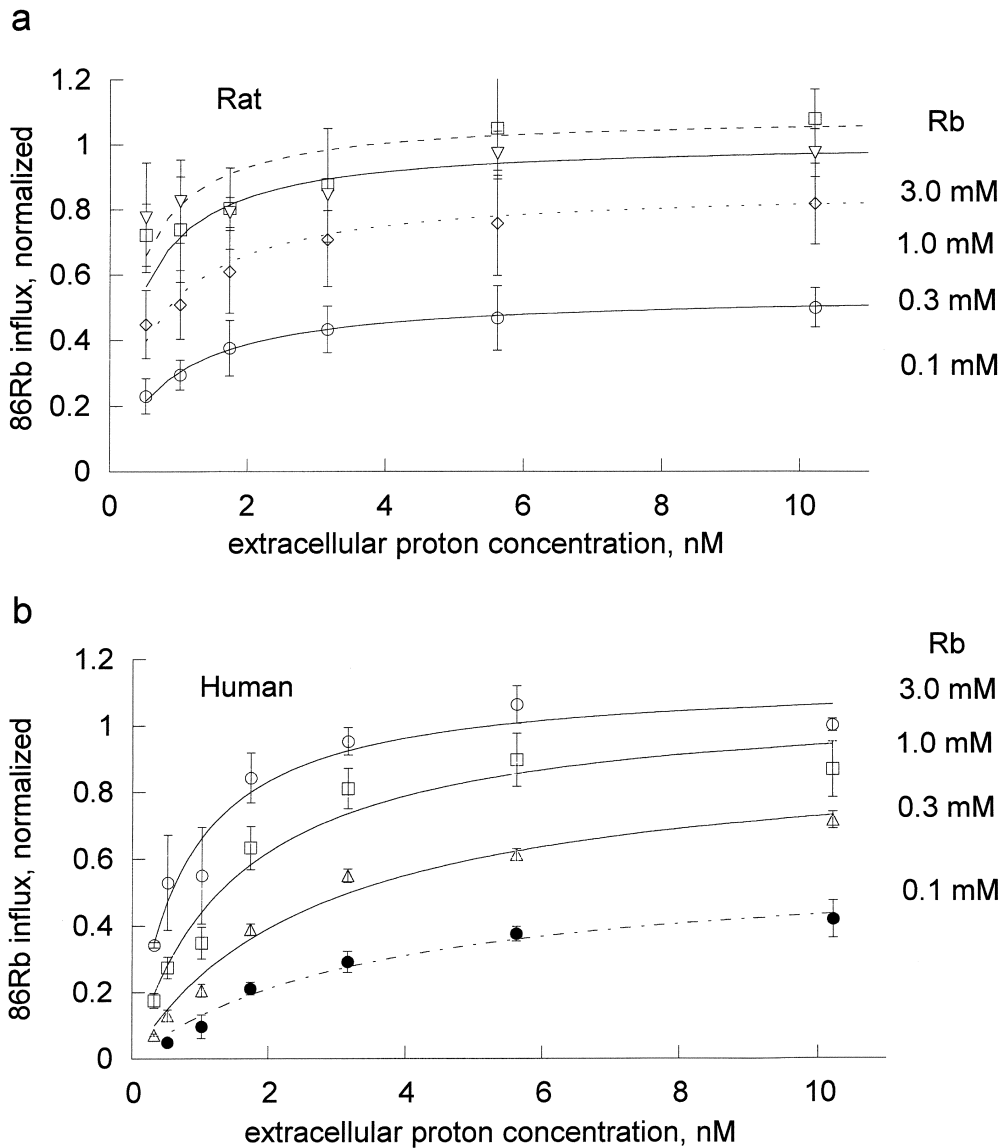 a
1.2
Rat
Rb
1
3.0 mM
0.8
1.0 mM
0.6
0.3 mM
0.4
0.1 mM
0.2
0
86Rb influx, normalized
0 2 4 6 8 10
extracellular proton concentration, nM
b
Rb
1.2
Human
3.0 mM
1
1.0 mM
0.8
0.3 mM
0.6
0.1 mM
0.4
0.2
0
86Rb influx, normalized
0 2 4 6 8 10
extracellular proton concentration, nM